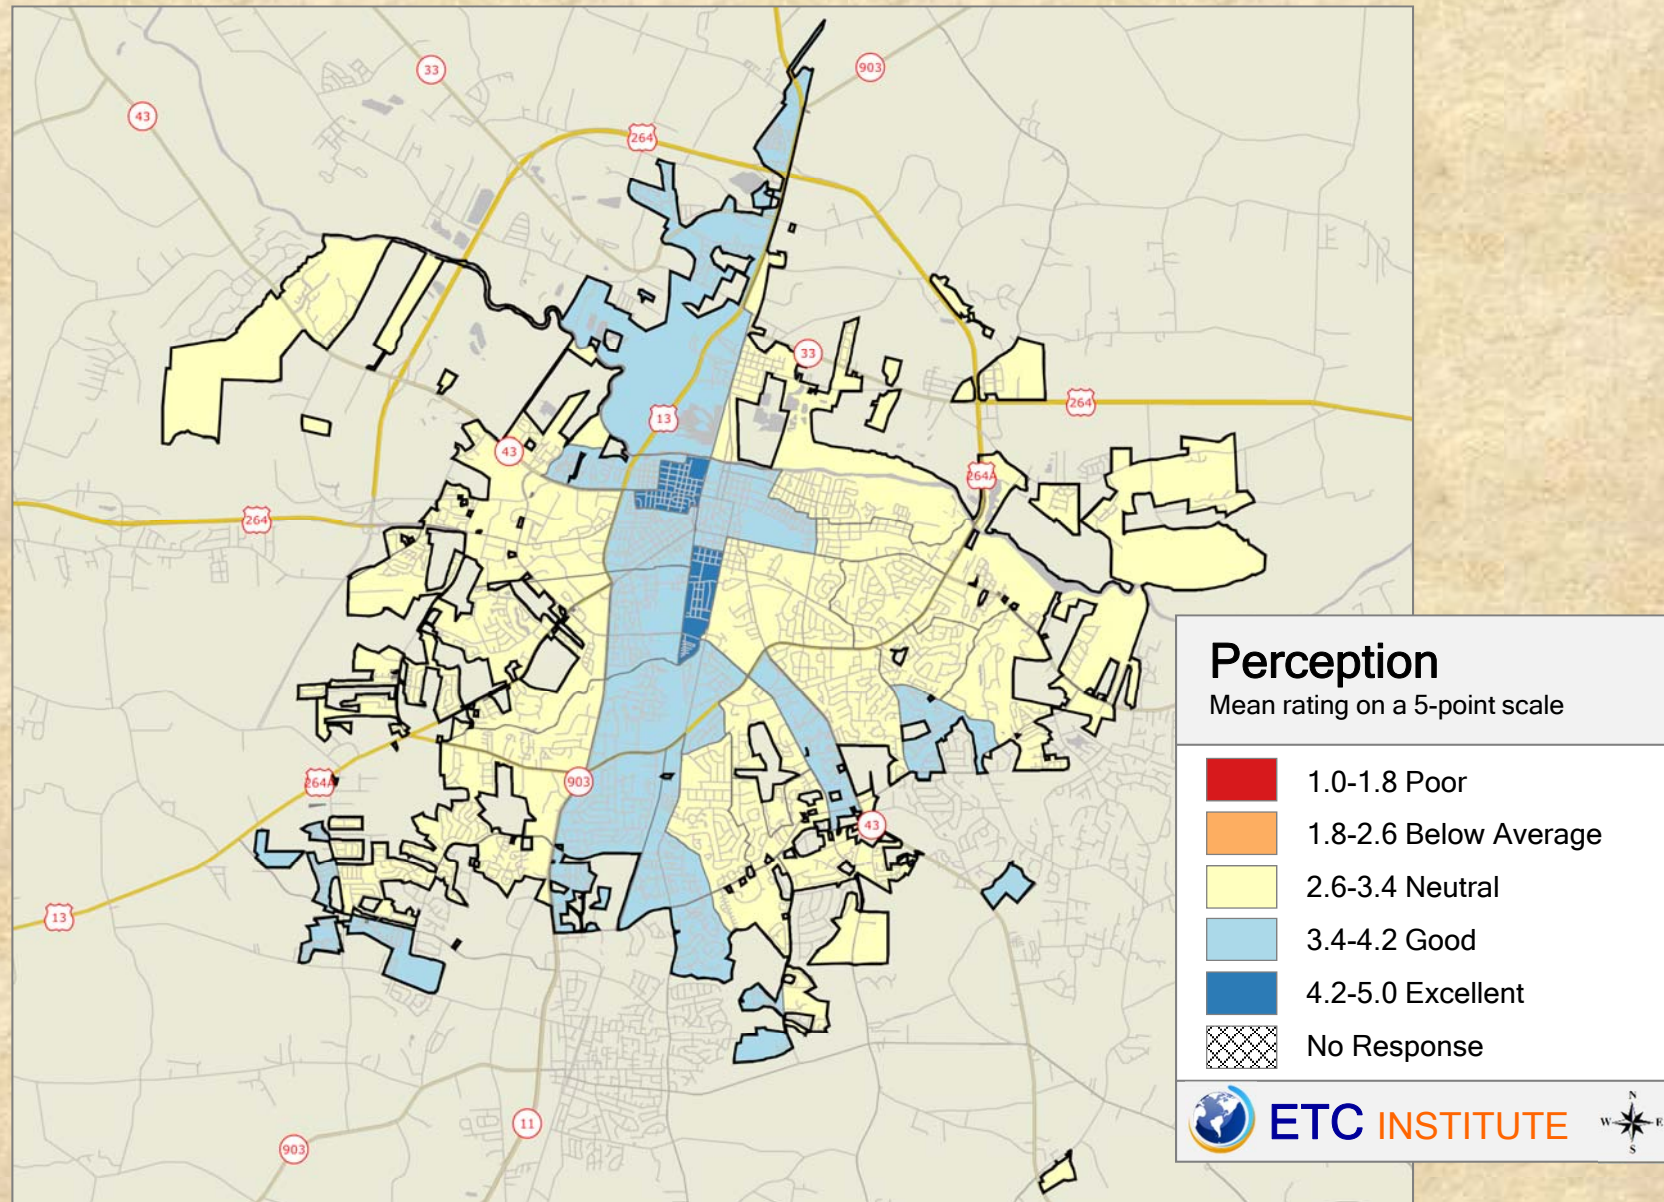 33
903
43
264
33
264
13
43
264A
264
903
264A
43
13
11
903
Perception
Mean rating on a 5-point scale
1.0-1.8 Poor
1.8-2.6 Below Average
2.6-3.4 Neutral
3.4-4.2 Good
4.2-5.0 Excellent
No Response
ETC INSTITUTE
N
W E
S